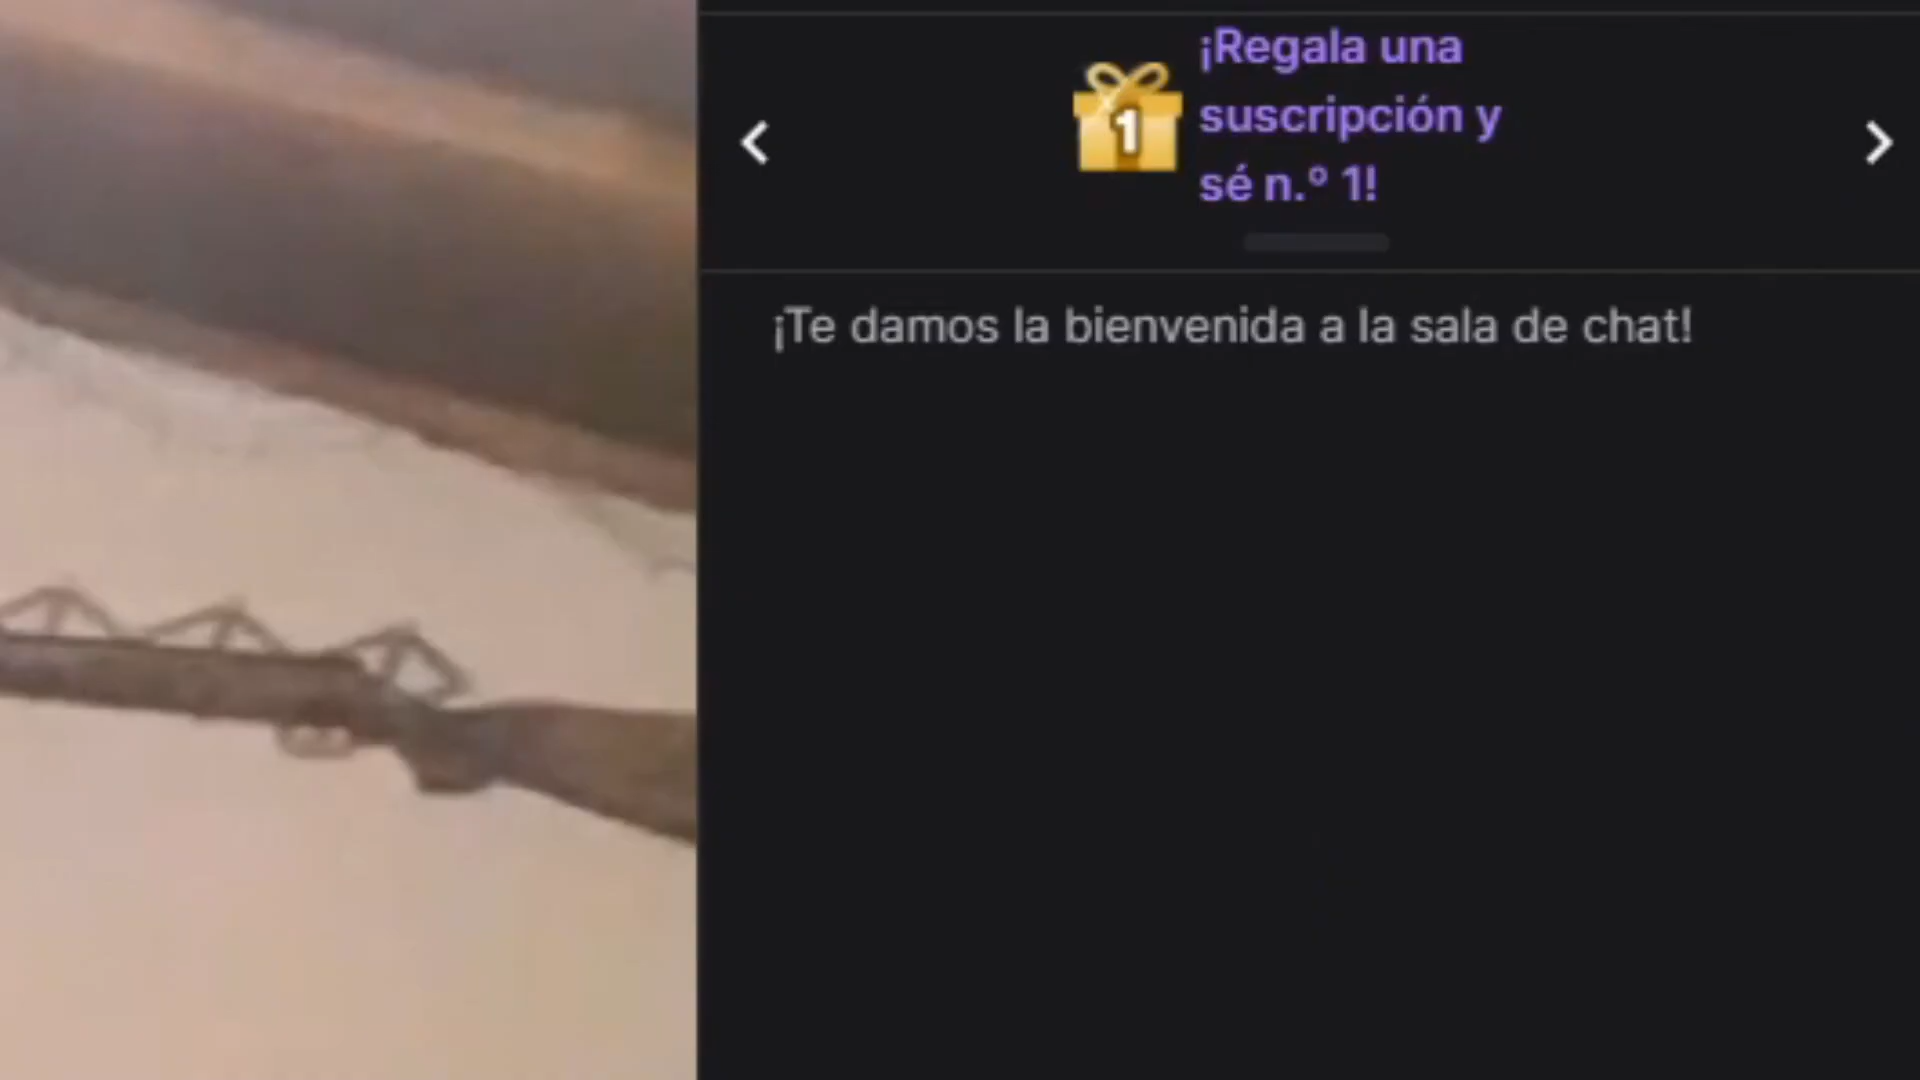 ¡Regala una
suscripción y
sé n.º 1!
1
¡Te damos la bienvenida a la sala de chat!